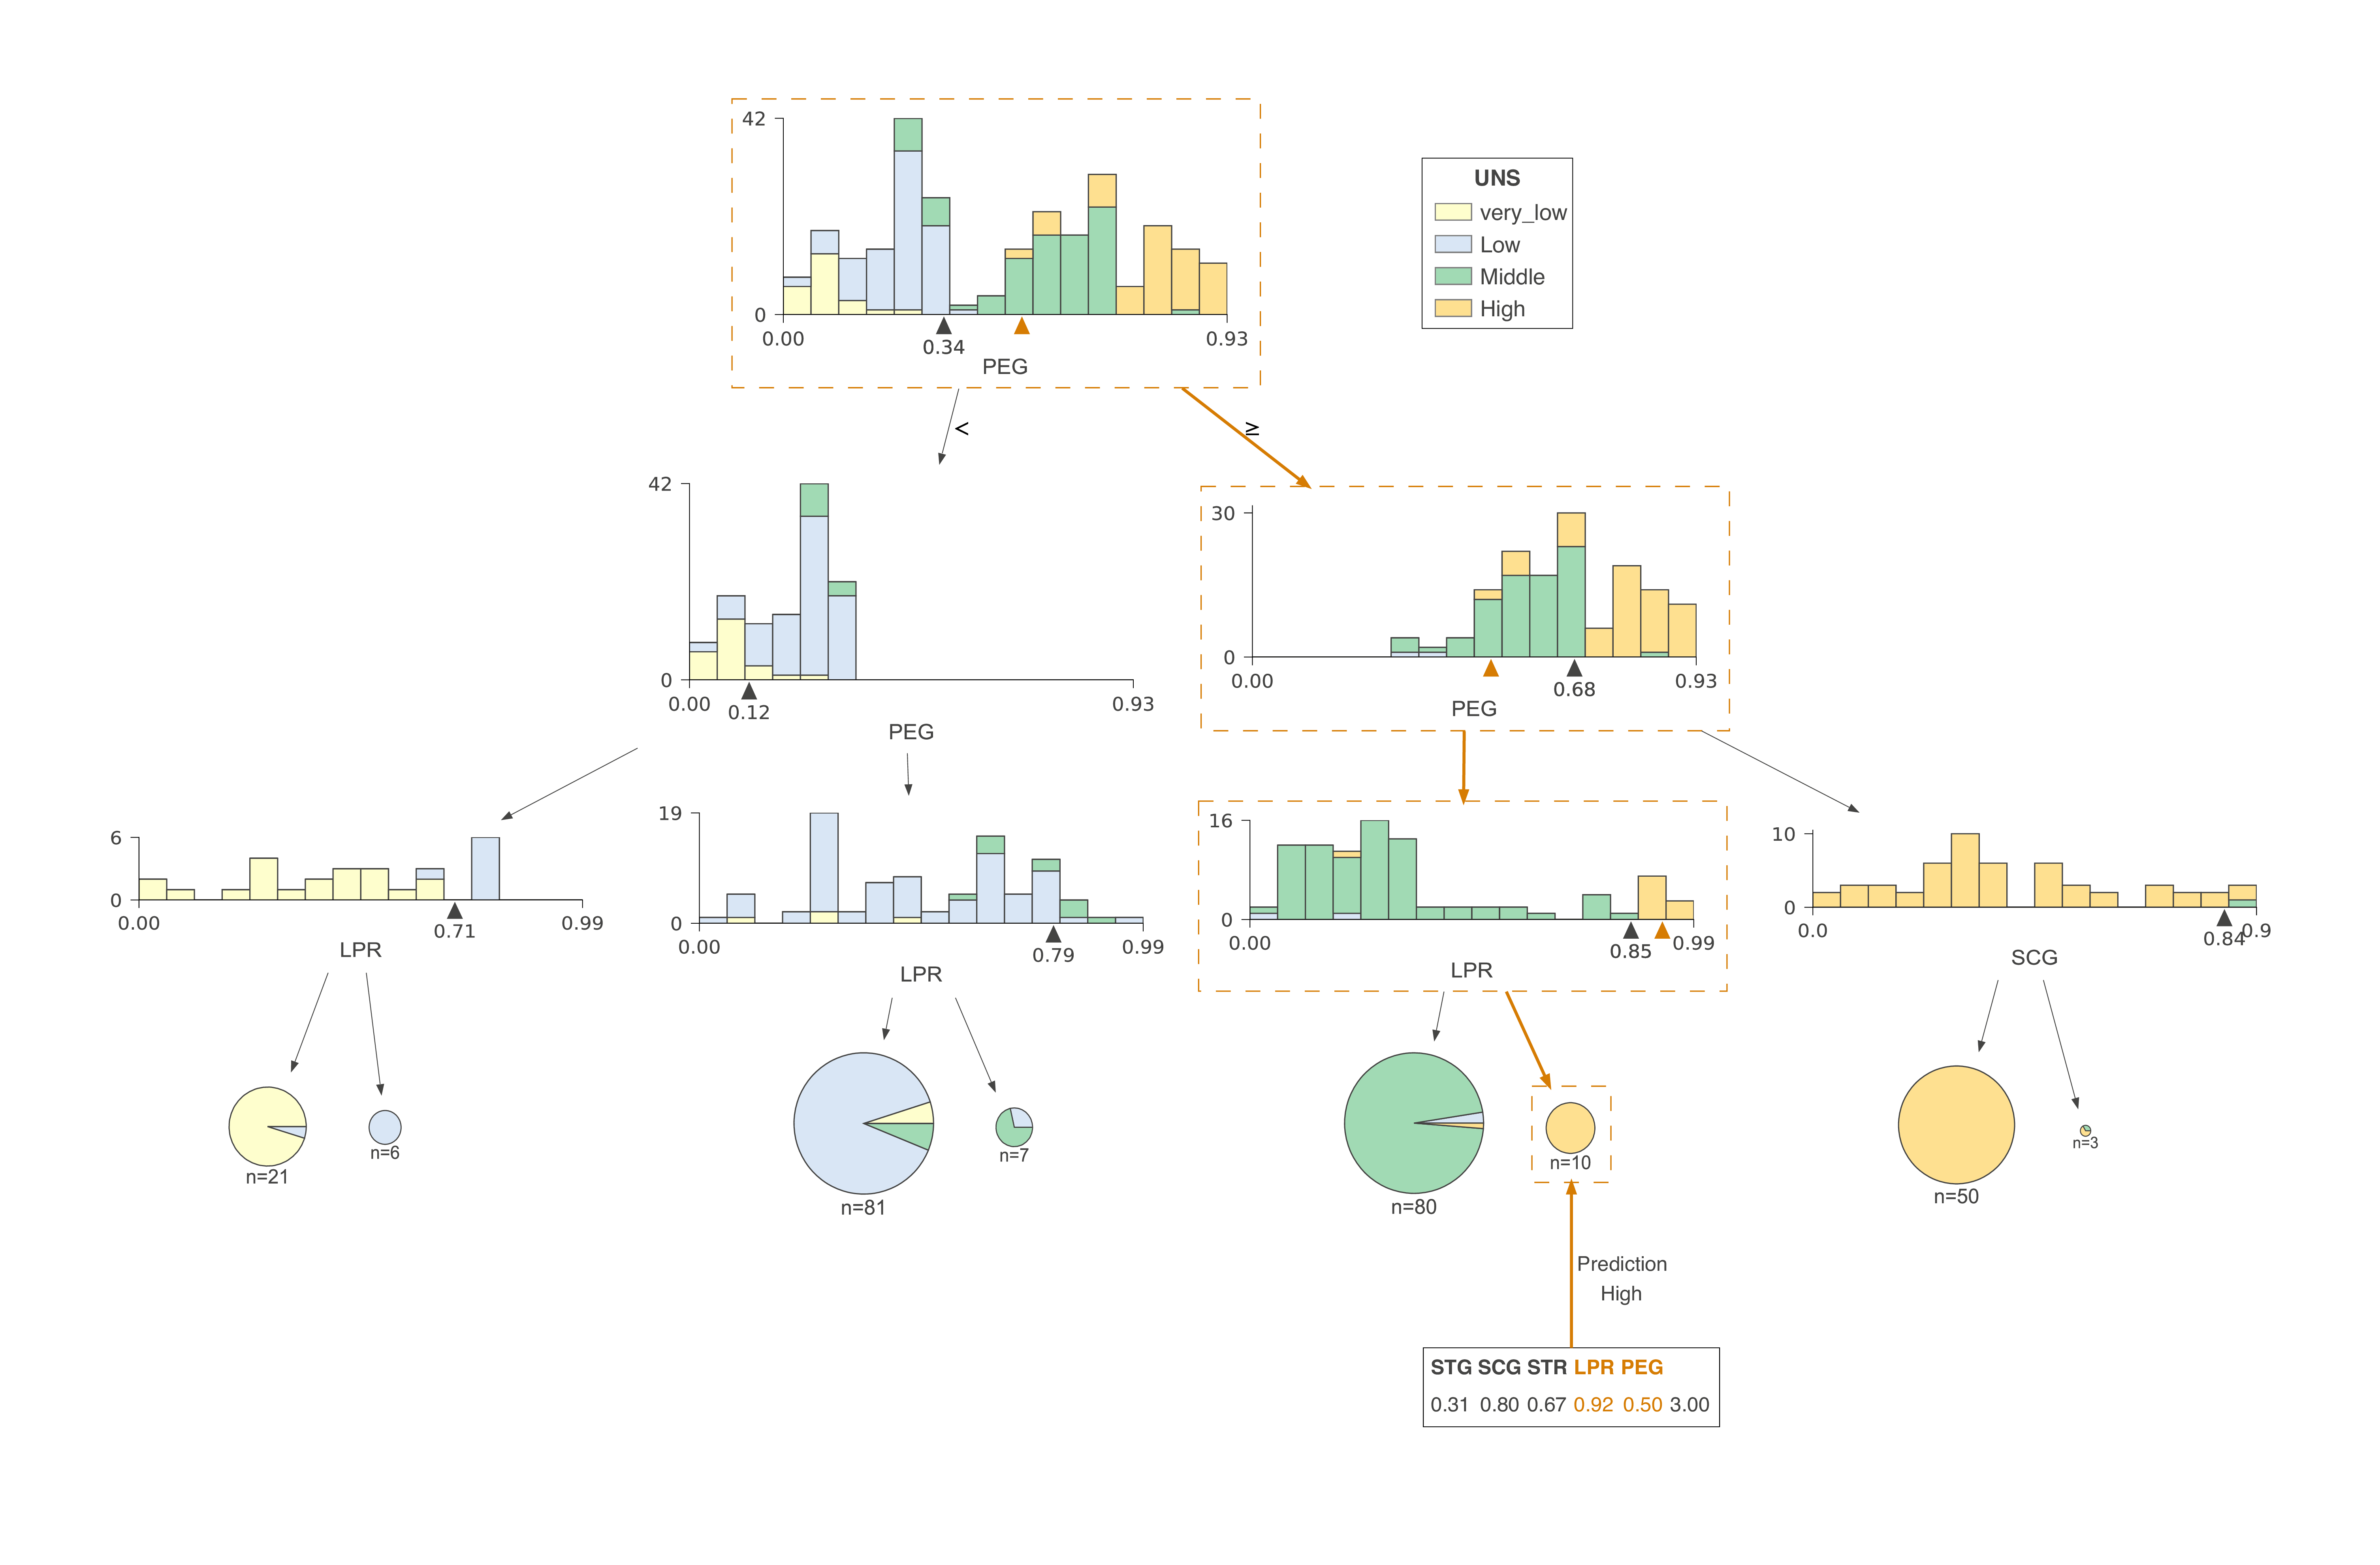 42
0
0.00
0.34
0.93
PEG
UNS
very_low
Low
Middle
High
<
≥
42
0
0.00
0.12
0.93
PEG
30
0
0.00
0.68
0.93
PEG
6
0
0.00
0.71
0.99
LPR
19
0
0.00
0.79
0.99
LPR
16
0
0.00
0.85
0.99
LPR
10
0
0.0
0.84
0.9
SCG
n=21
n=6
n=81
n=7
n=80
n=10
n=50
n=3
Prediction
High
STG SCG STR LPR PEG
0.31 0.80 0.67 0.92 0.50 3.00